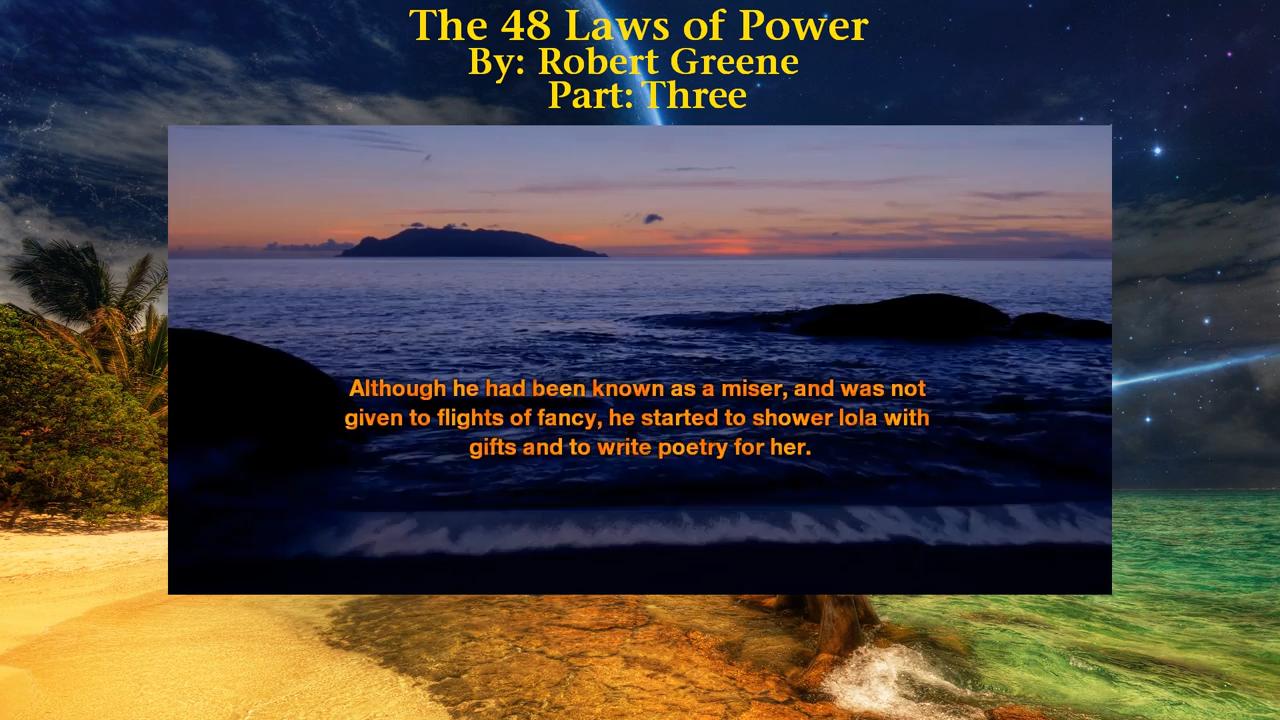 The 48 Laws of Power
By: Robert Greene
Part: Three
Although he had been known as a miser, and was not
given to flights of fancy, he started to shower lola with
gifts and to write poetry for her.